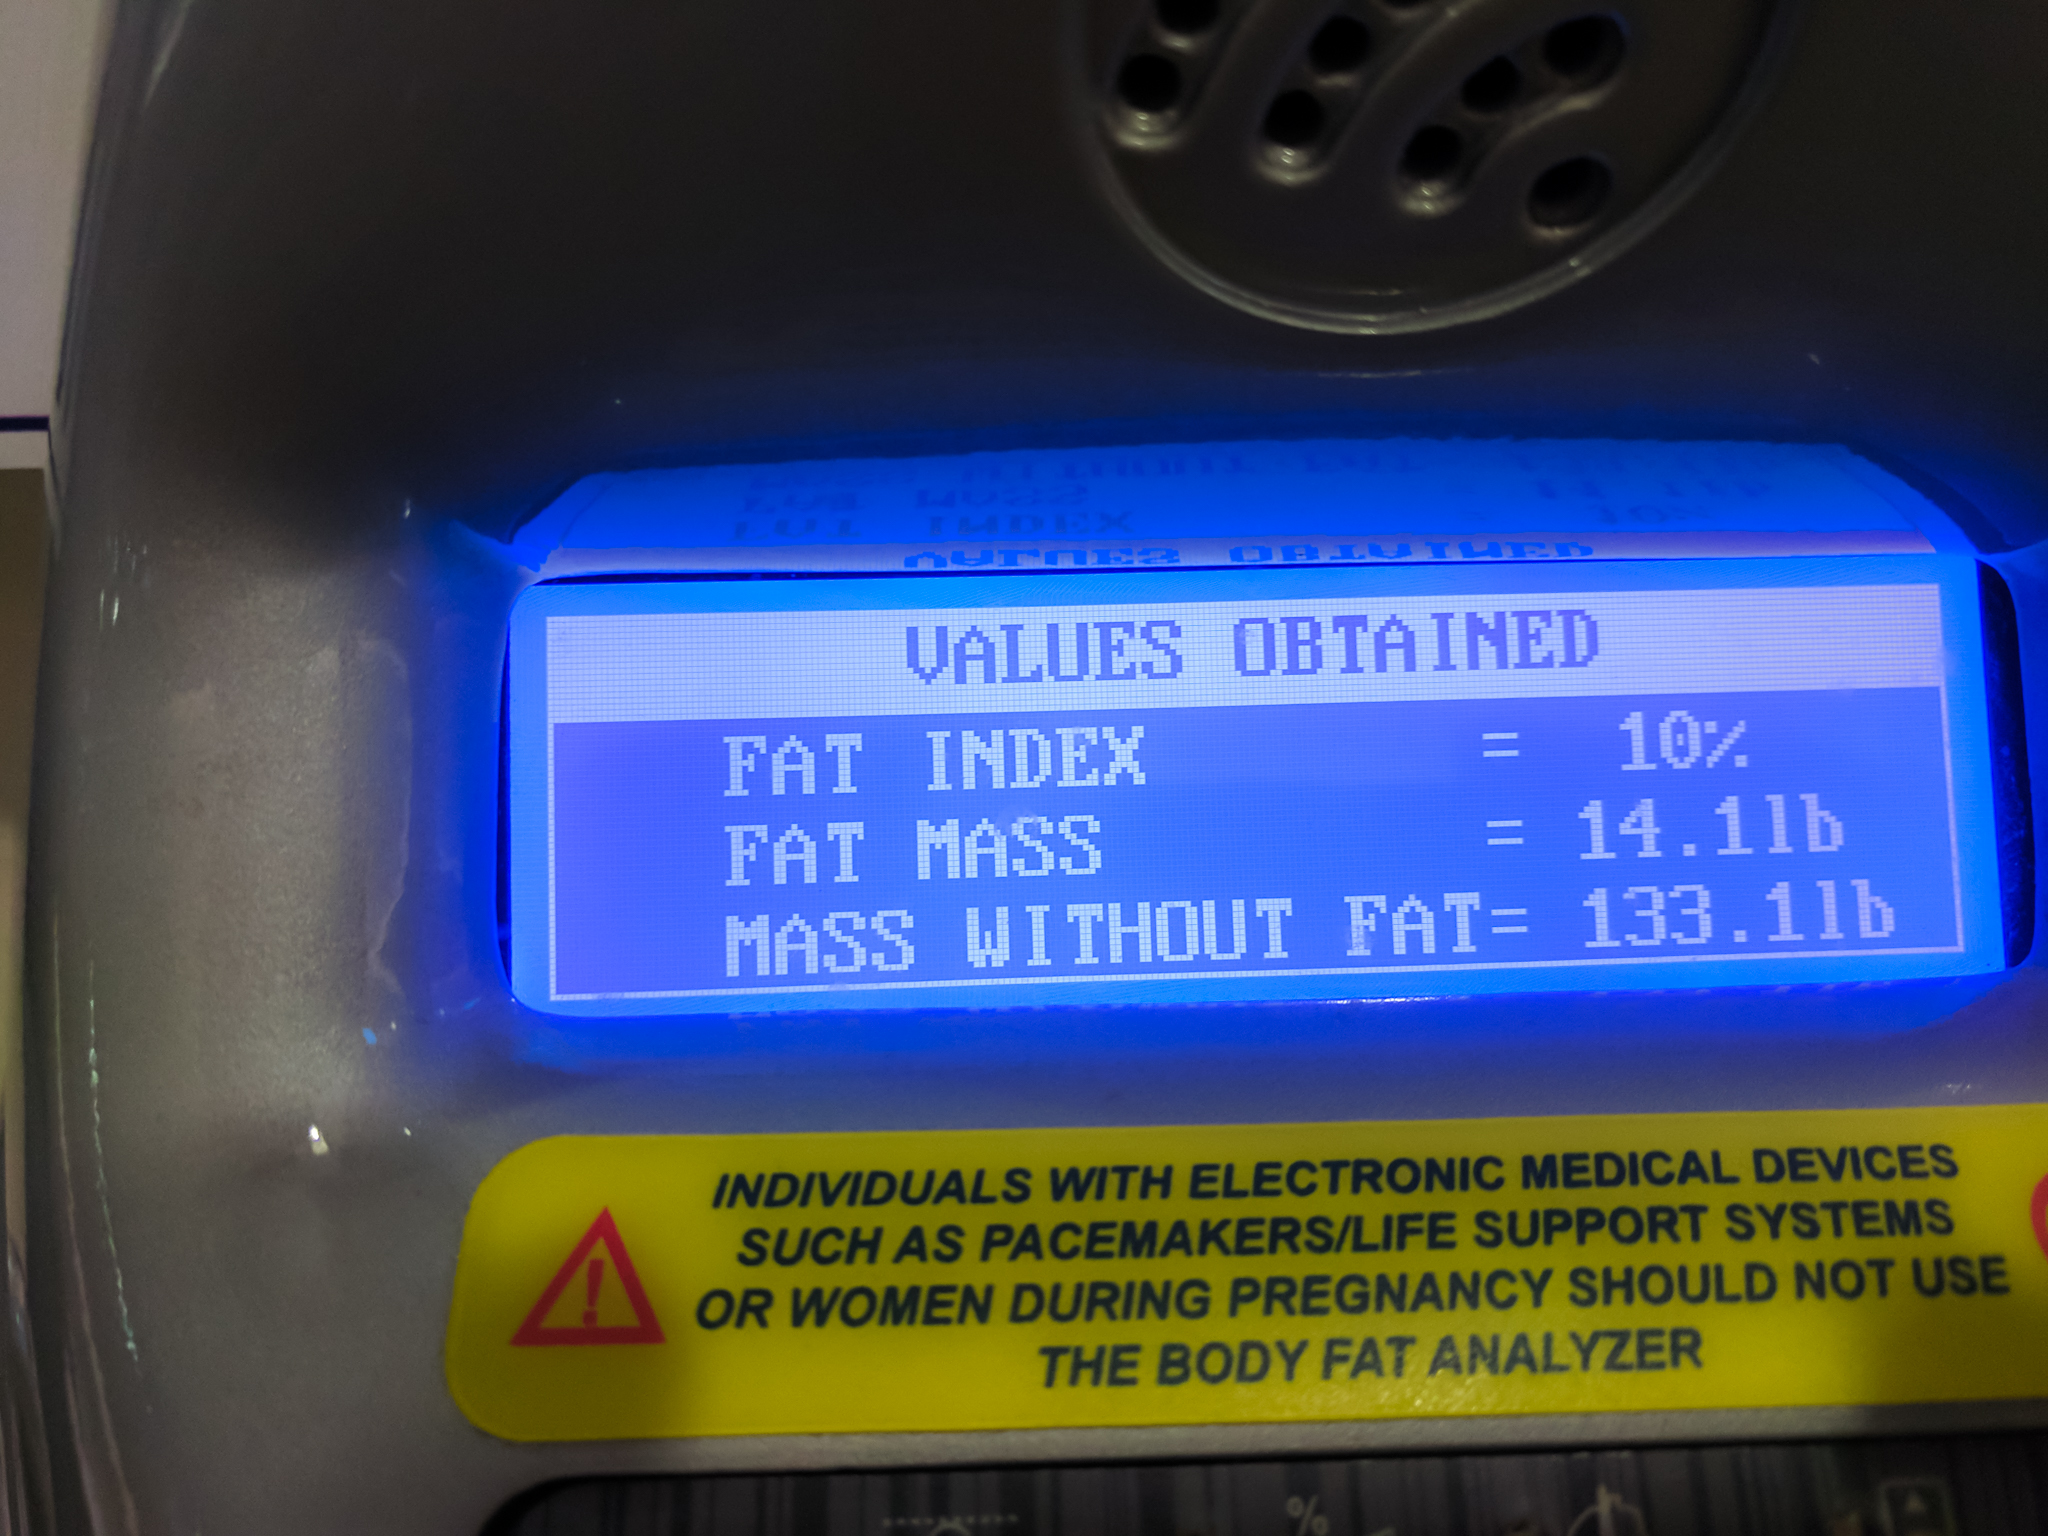 VALUES OBTAINED
FAT INDEX = 10%
FAT MASS = 14.1lb
MASS WITHOUT FAT= 133.1lb
INDIVIDUALS WITH ELECTRONIC MEDICAL DEVICES
SUCH AS PACEMAKERS/LIFE SUPPORT SYSTEMS
OR WOMEN DURING PREGNANCY SHOULD NOT USE
THE BODY FAT ANALYZER
%